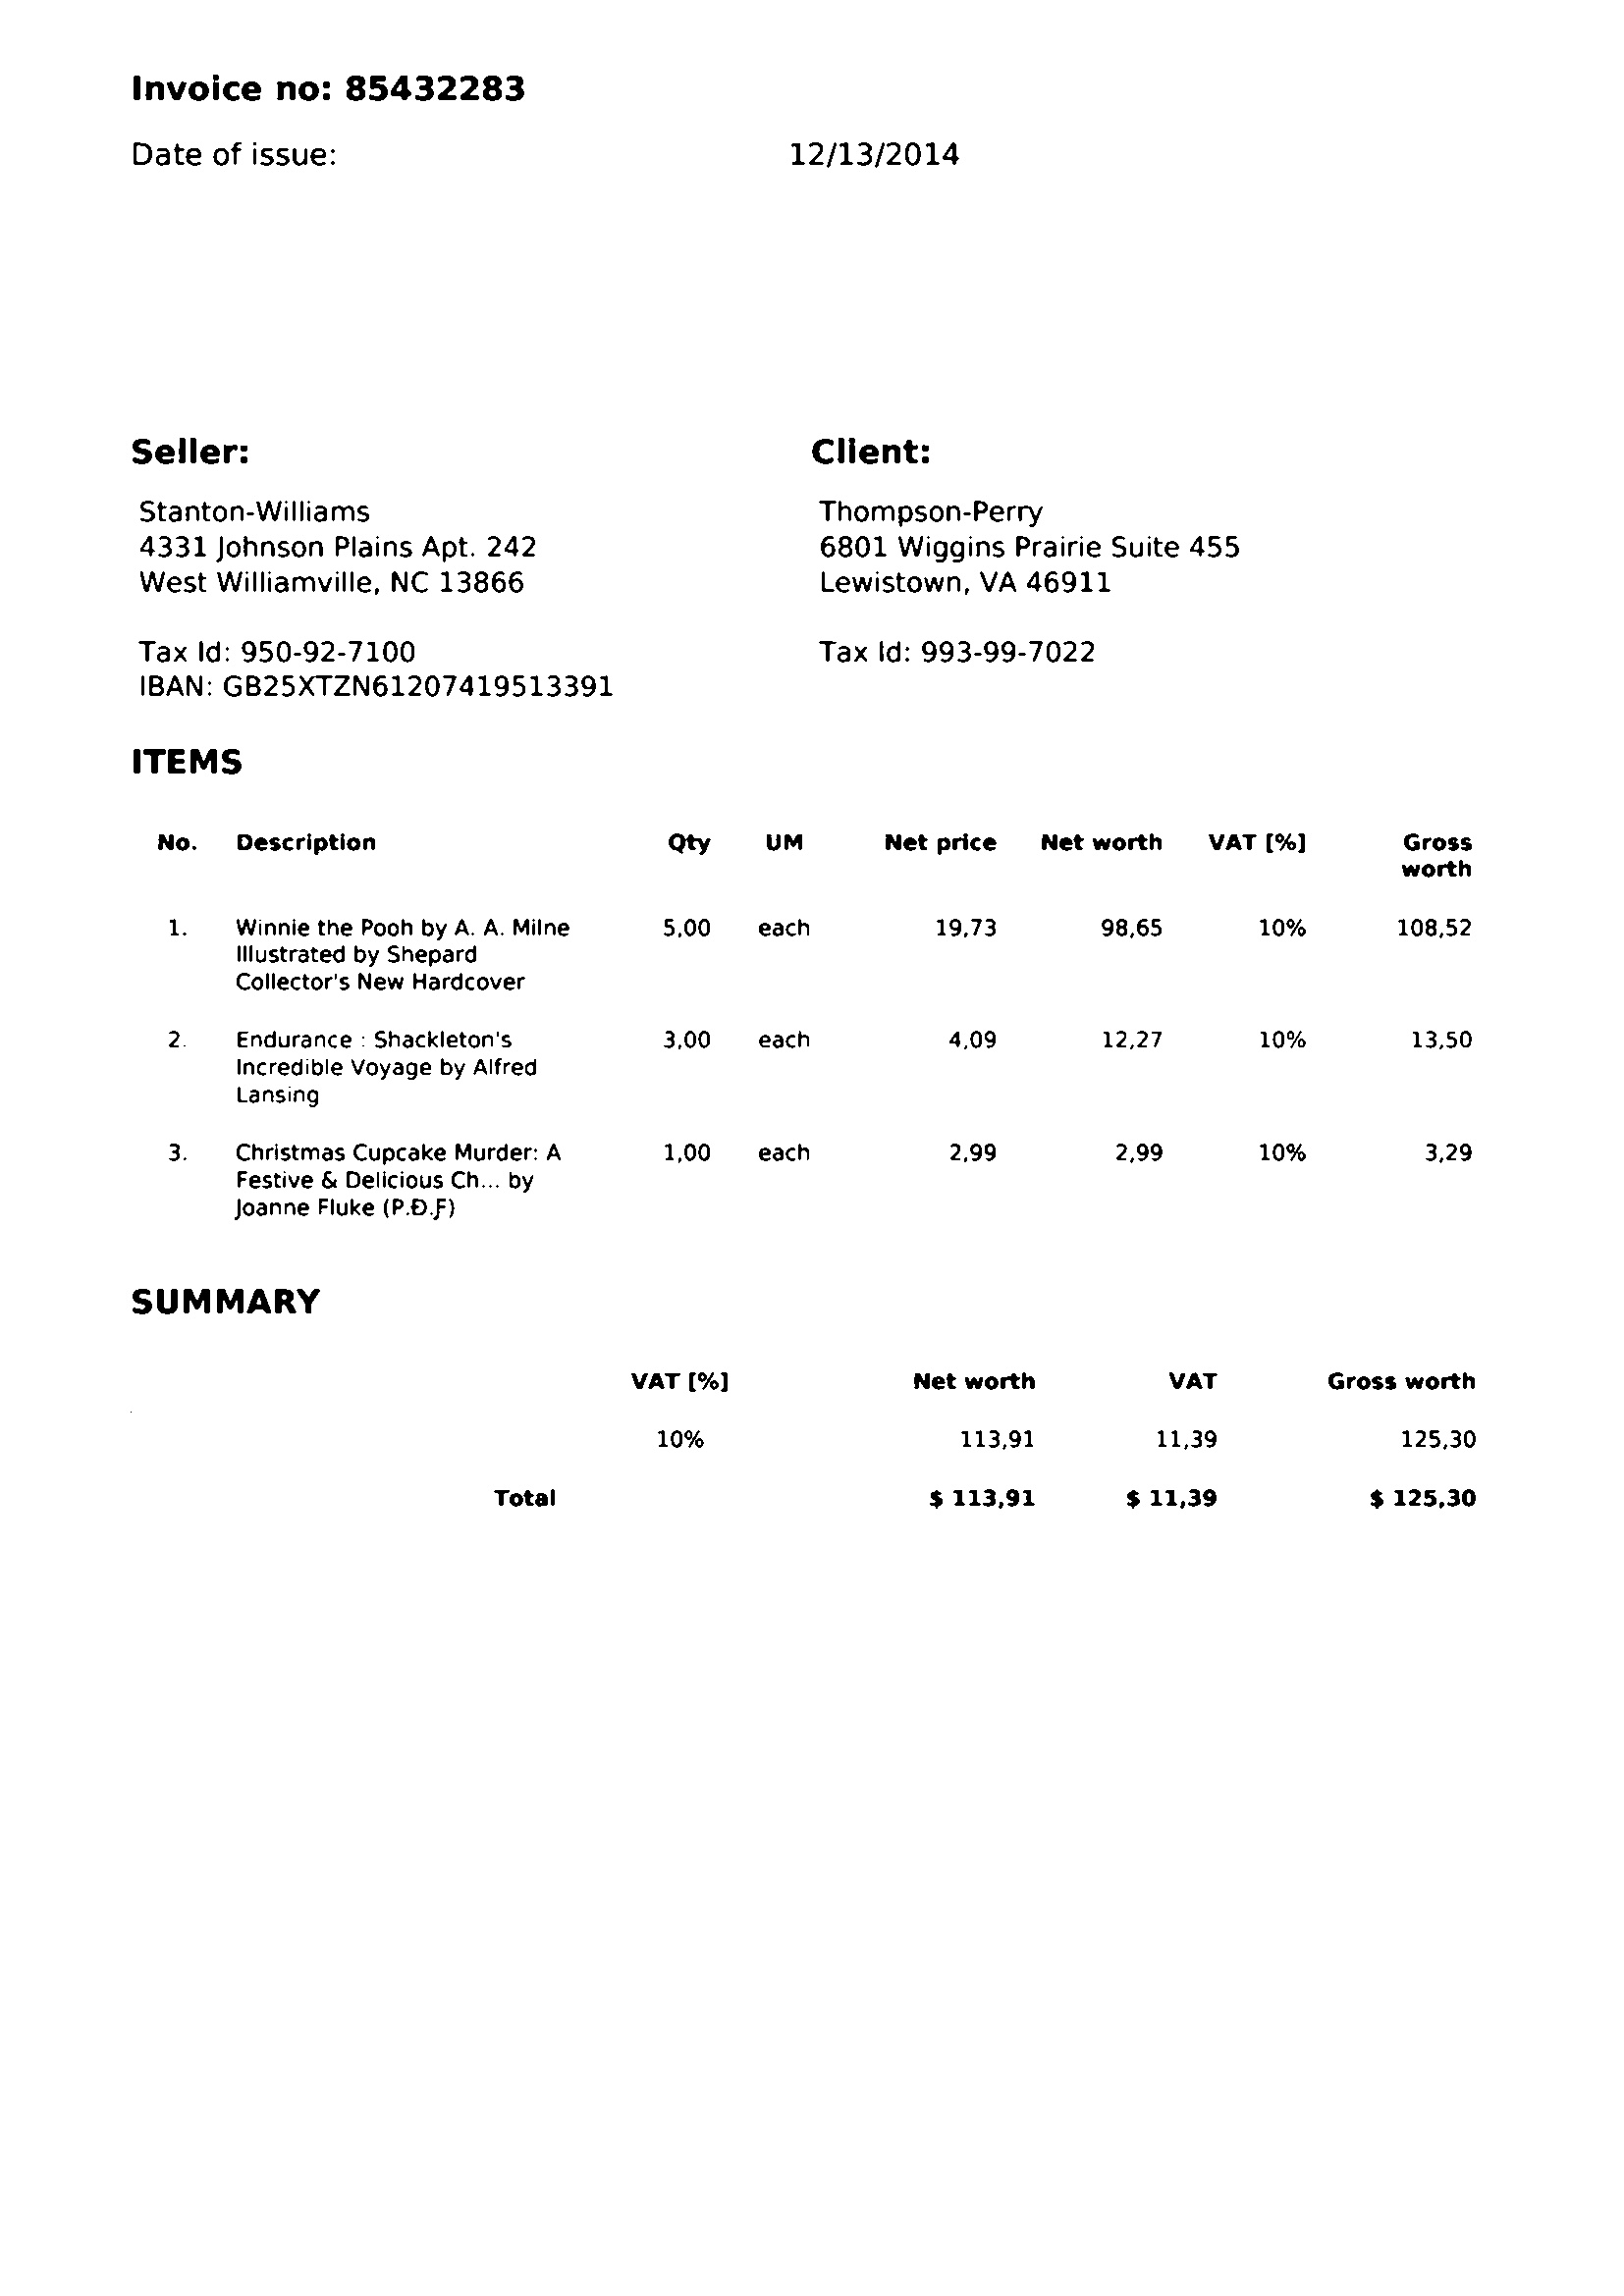 Invoice no: 85432283
Date of issue: 12/13/2014
Seller: Client:
Stanton-Williams Thompson-Perry
4331 Johnson Plains Apt. 242 6801 Wiggins Prairie Suite 455
West Williamville, NC 13866 Lewistown, VA 46911
Tax Id: 950-92-7100 Tax Id: 993-99-7022
IBAN: GB25XTZN61207419513391
ITEMS
No. Description Qty UM Net price Net worth VAT [%] Gross
worth
1. Winnie the Pooh by A. A. Milne 5,00 each 19,73 98,65 10% 108,52
Illustrated by Shepard
Collector's New Hardcover
2. Endurance : Shackleton's 3,00 each 4,09 12,27 10% 13,50
Incredible Voyage by Alfred
Lansing
3. Christmas Cupcake Murder: A 1,00 each 2,99 2,99 10% 3,29
Festive & Delicious Ch... by
Joanne Fluke (P.Đ.Ƒ)
SUMMARY
VAT [%] Net worth VAT Gross worth
10% 113,91 11,39 125,30
Total $ 113,91 $ 11,39 $ 125,30